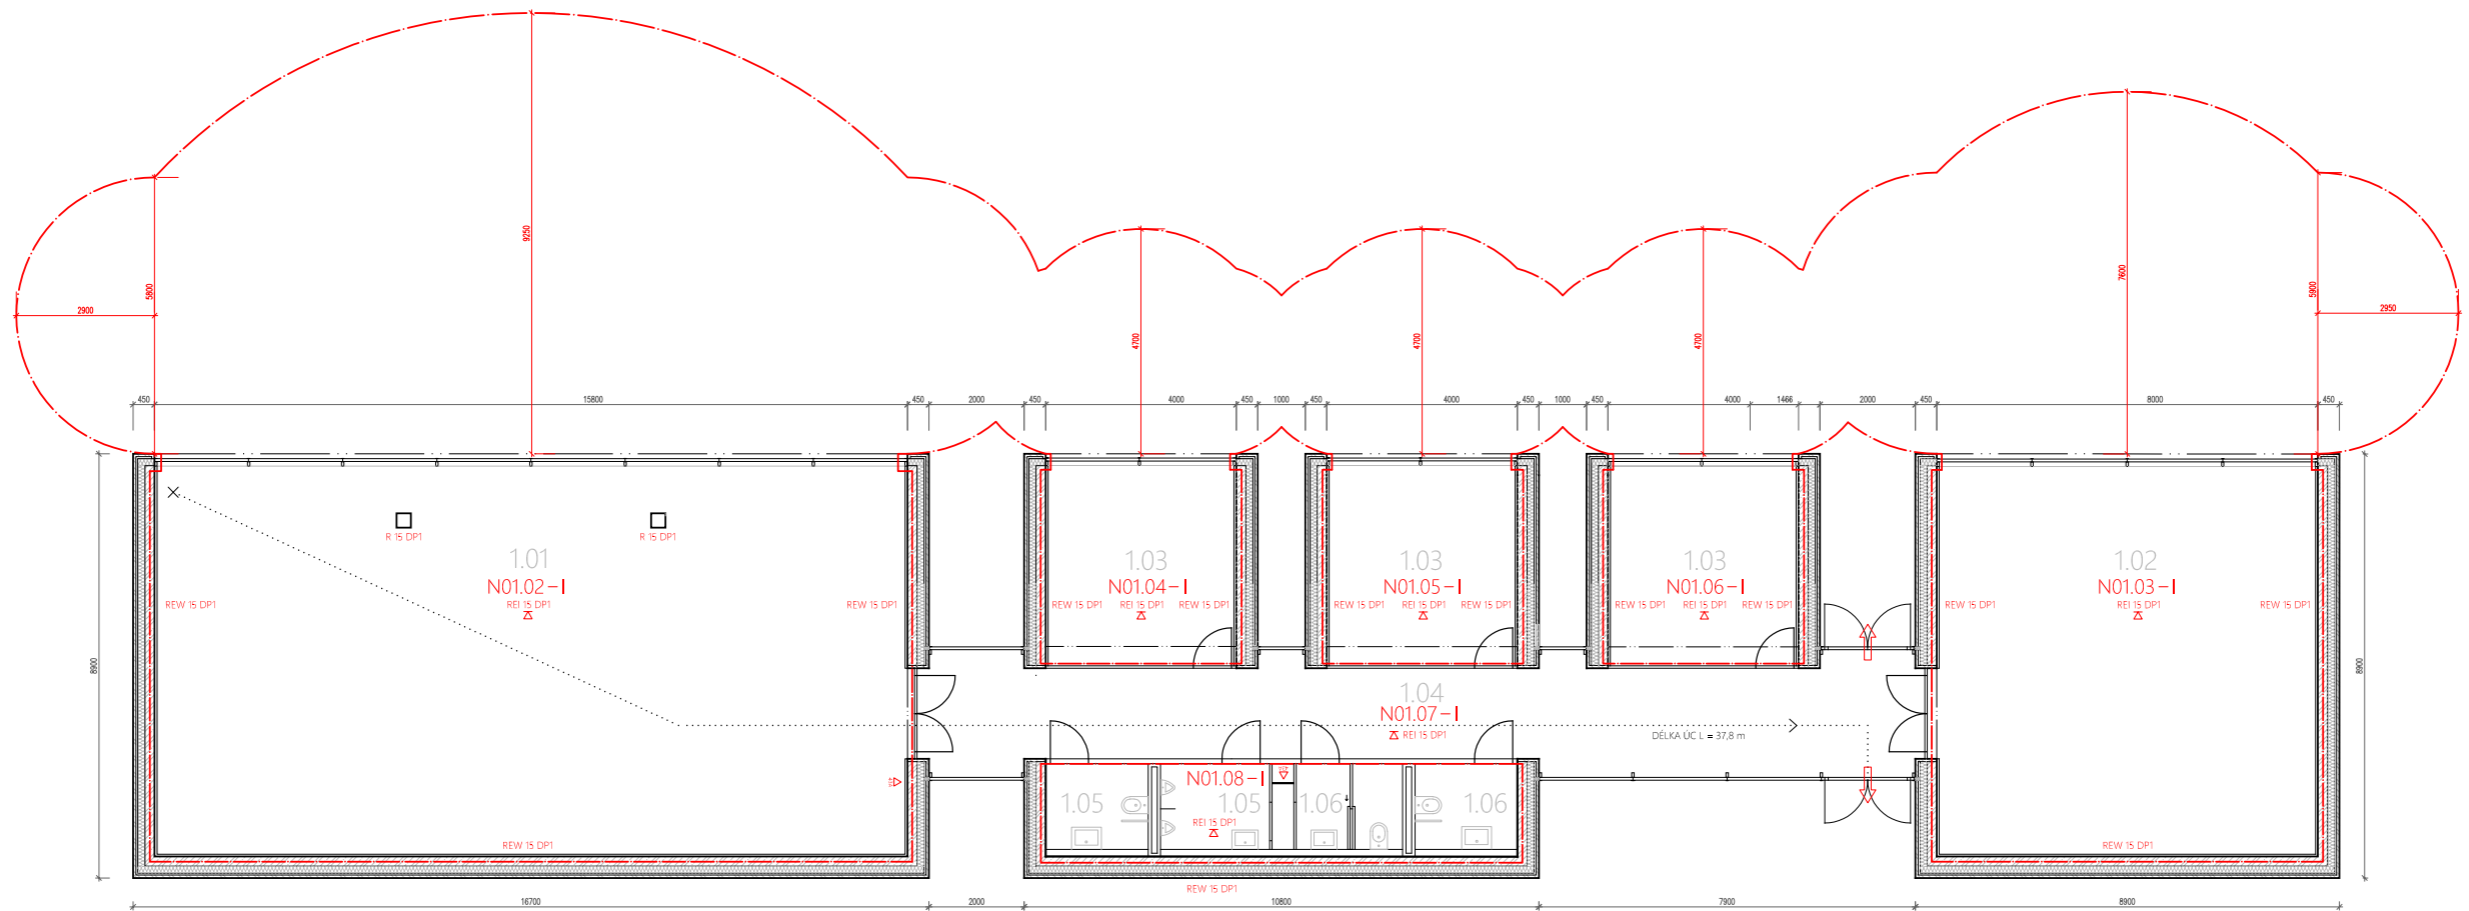 9250
7600
5800
2900
4700
4700
4700
5900
2950
450
15800
450
2000
450
4000
450
1000
450
4000
450
1000
450
4000
1466
2000
450
8000
450
R 15 DP1
R 15 DP1
1.01
N01.02-I
REI 15 DP1
REW 15 DP1
REW 15 DP1
1.03
N01.04-I
REW 15 DP1
REI 15 DP1
REW 15 DP1
1.03
N01.05-I
REW 15 DP1
REI 15 DP1
REW 15 DP1
1.03
N01.06-I
REW 15 DP1
REI 15 DP1
REW 15 DP1
1.02
N01.03-I
REW 15 DP1
REI 15 DP1
REW 15 DP1
8900
8900
1.04
N01.07-I
REI 15 DP1
DÉLKA ÚC L = 37,8 m
N01.08-I
1.05
1.05
1.06
1.06
REI 15 DP1
REW 15 DP1
REW 15 DP1
REW 15 DP1
16700
2000
10800
7900
8900